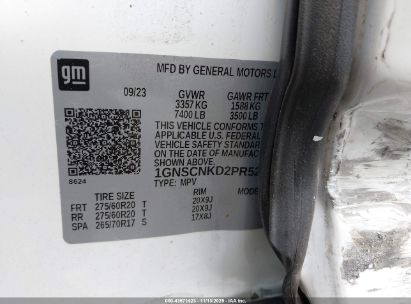 gm
MFD BY GENERAL MOTORS
09/23
GVWR GAWR FRT
3357 KG 1588 KG
7400 LB 3500 LB
THIS VEHICLE CONFORMS T
APPLICABLE U.S. FEDERA
VEHICLE SAFETY STANDAR
ON THE DATE OF MANUFAC
SHOWN ABOVE.
1GNSCNKD2PR52
TYPE: MPV
8624
TIRE SIZE RIM MODE
FRT 275/60R20 T 20X9J
RR 275/60R20 T 20X9J
SPA 265/70R17 S 17X8J